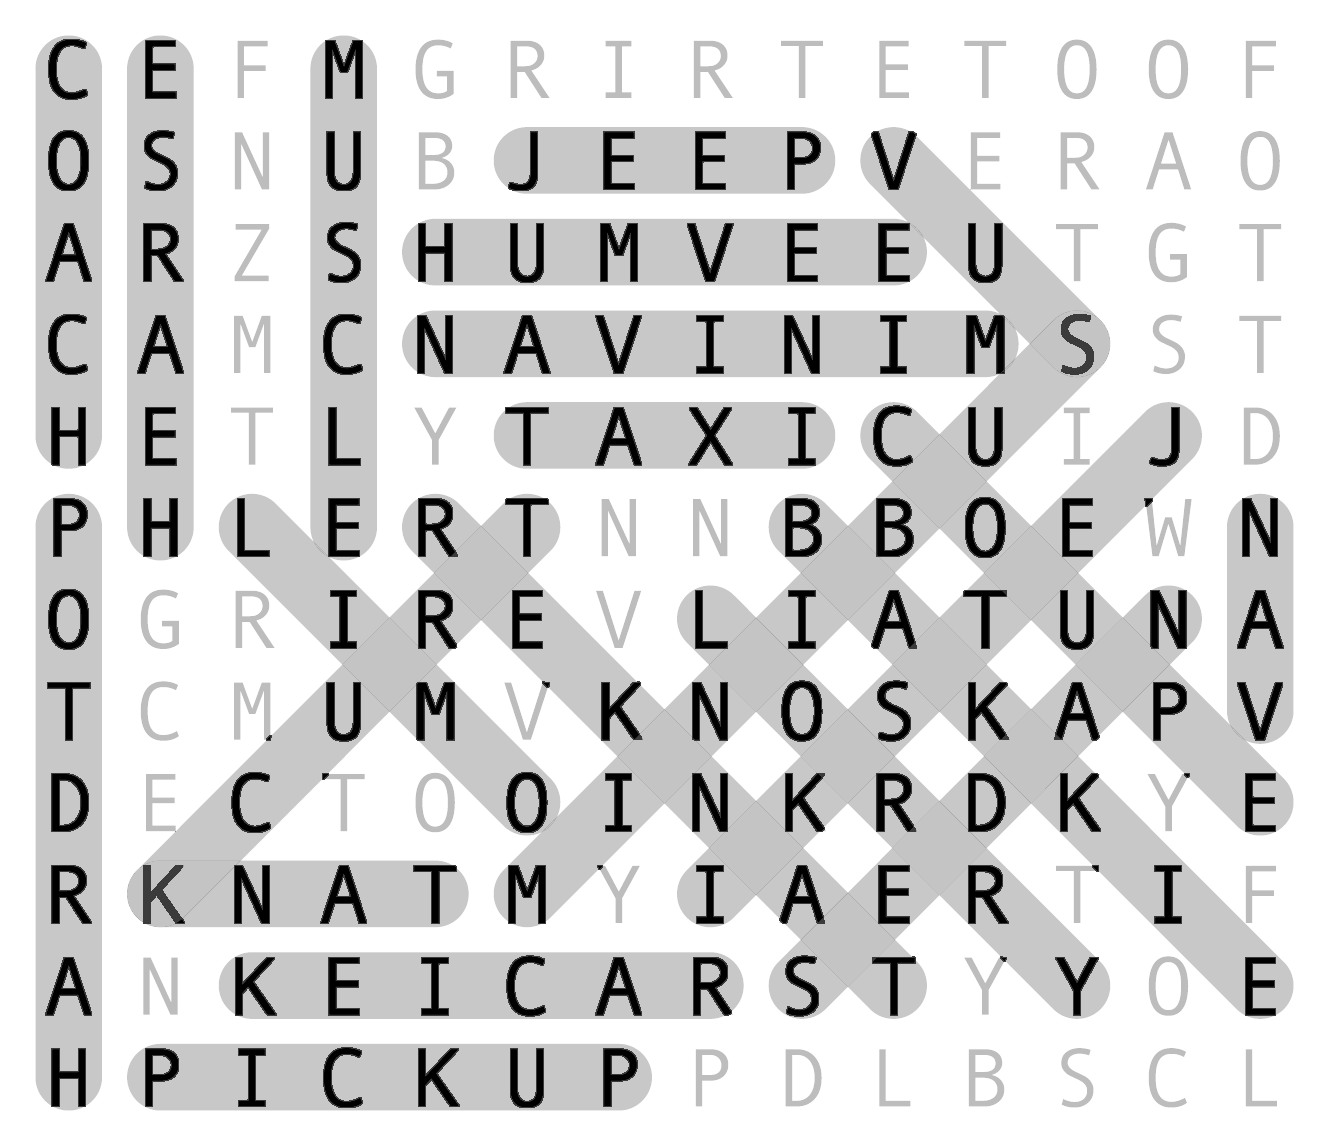 C E F M G R I R T E T O O F
O S N U B J E E P V E R A O
A R Z S H U M V E E U T G T
C A M C N A V I N I M S S T
H E T L Y T A X I C U I J D
P H L E R T N N B B O E W N
O G R I R E V L I A T U N A
T C M U M V K N O S K A P V
D E C T O O I N K R D K Y E
R K N A T M Y I A E R T I F
A N K E I C A R S T Y Y O E
H P I C K U P P D L B S C L